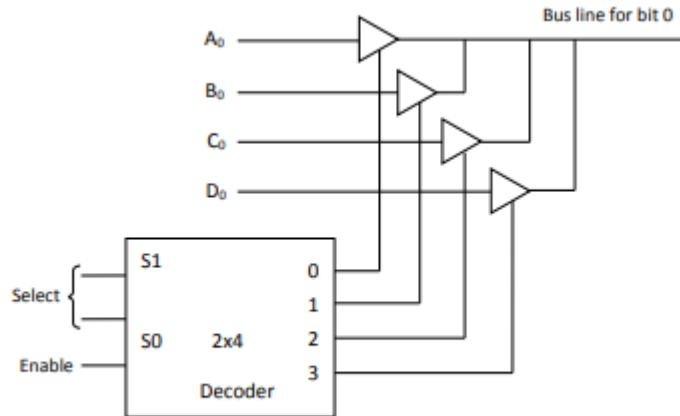 Bus line for bit 0
A₀
B₀
C₀
D₀
S1
0
Select
1
S0 2x4 2
Enable
3
Decoder